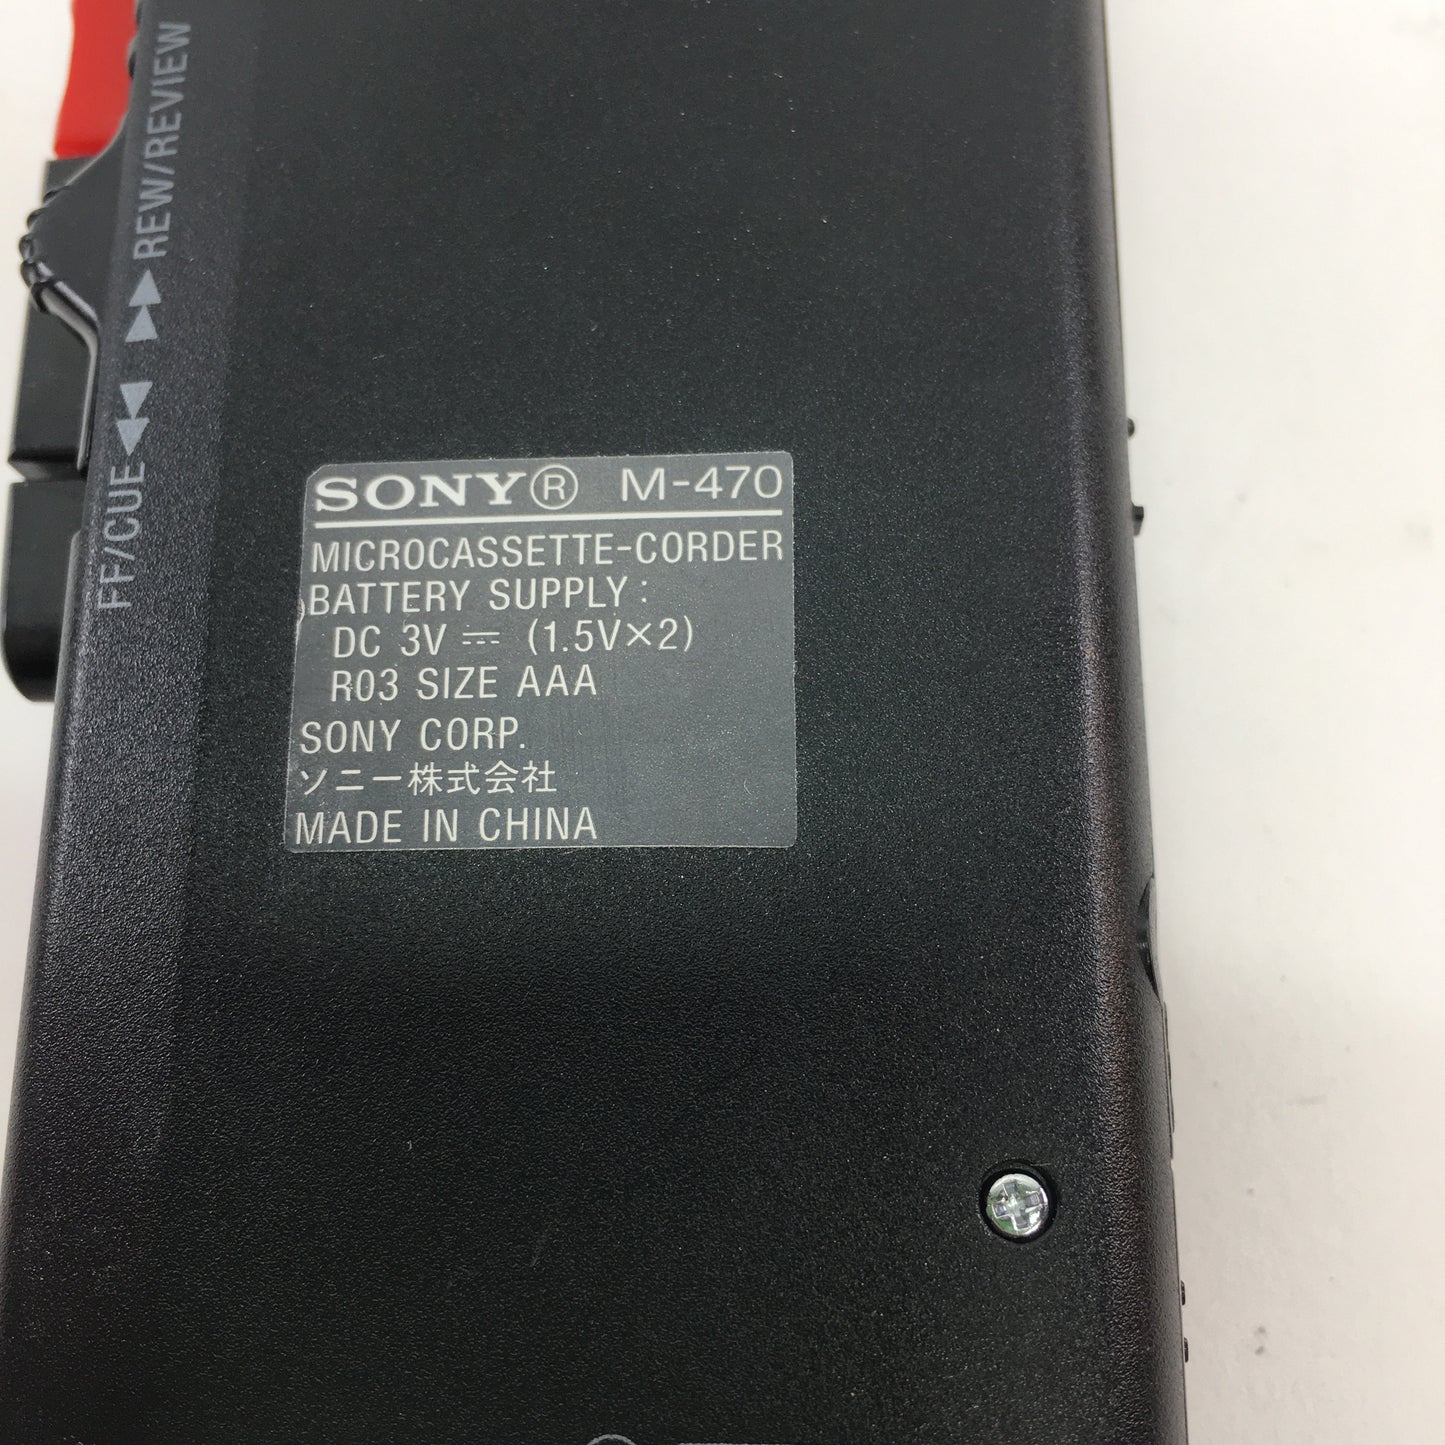 REW/REVIEW
FF/CUE
SONY® M-470
MICROCASSETTE-CORDER
BATTERY SUPPLY :
DC 3V ⎓ (1.5V×2)
R03 SIZE AAA
SONY CORP.
ソニー株式会社
MADE IN CHINA